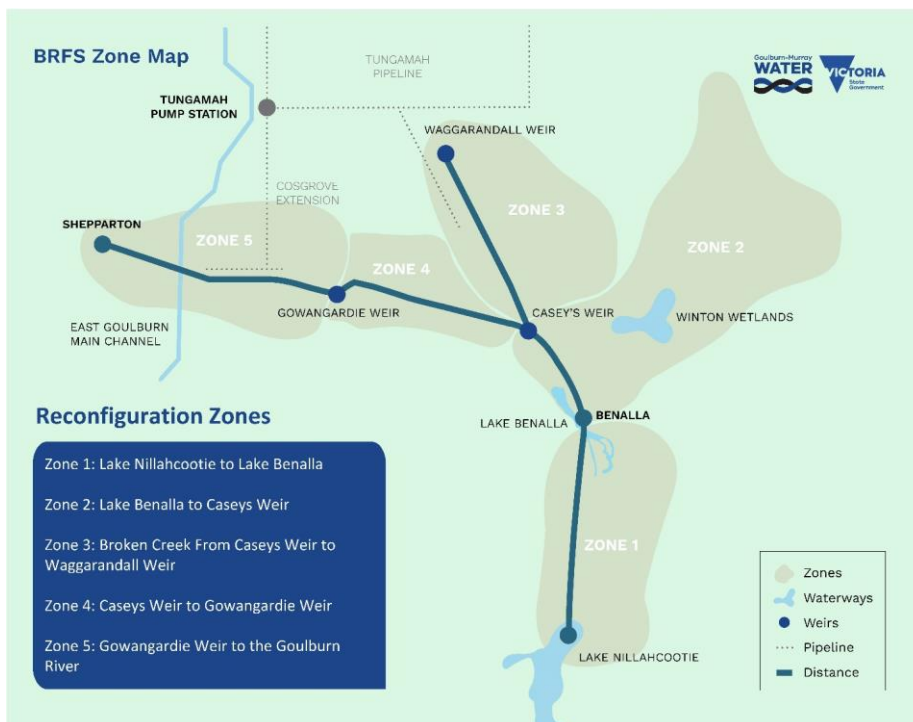 BRFS Zone Map
TUNGAMAH
PIPELINE
Goulburn-Murray
WATER
VICTORIA
State
Government
TUNGAMAH
PUMP STATION
WAGGARANDALL WEIR
COSGROVE
EXTENSION
ZONE 3
SHEPPARTON
ZONE 5
ZONE 4
ZONE 2
GOWANGARDIE WEIR
CASEY'S WEIR
WINTON WETLANDS
EAST GOULBURN
MAIN CHANNEL
LAKE BENALLA
BENALLA
ZONE 1
LAKE NILLAHCOOTIE
Reconfiguration Zones
Zone 1: Lake Nillahcootie to Lake Benalla
Zone 2: Lake Benalla to Caseys Weir
Zone 3: Broken Creek From Caseys Weir to
Waggarandall Weir
Zone 4: Caseys Weir to Gowangardie Weir
Zone 5: Gowangardie Weir to the Goulburn
River
Zones
Waterways
Weirs
Pipeline
Distance